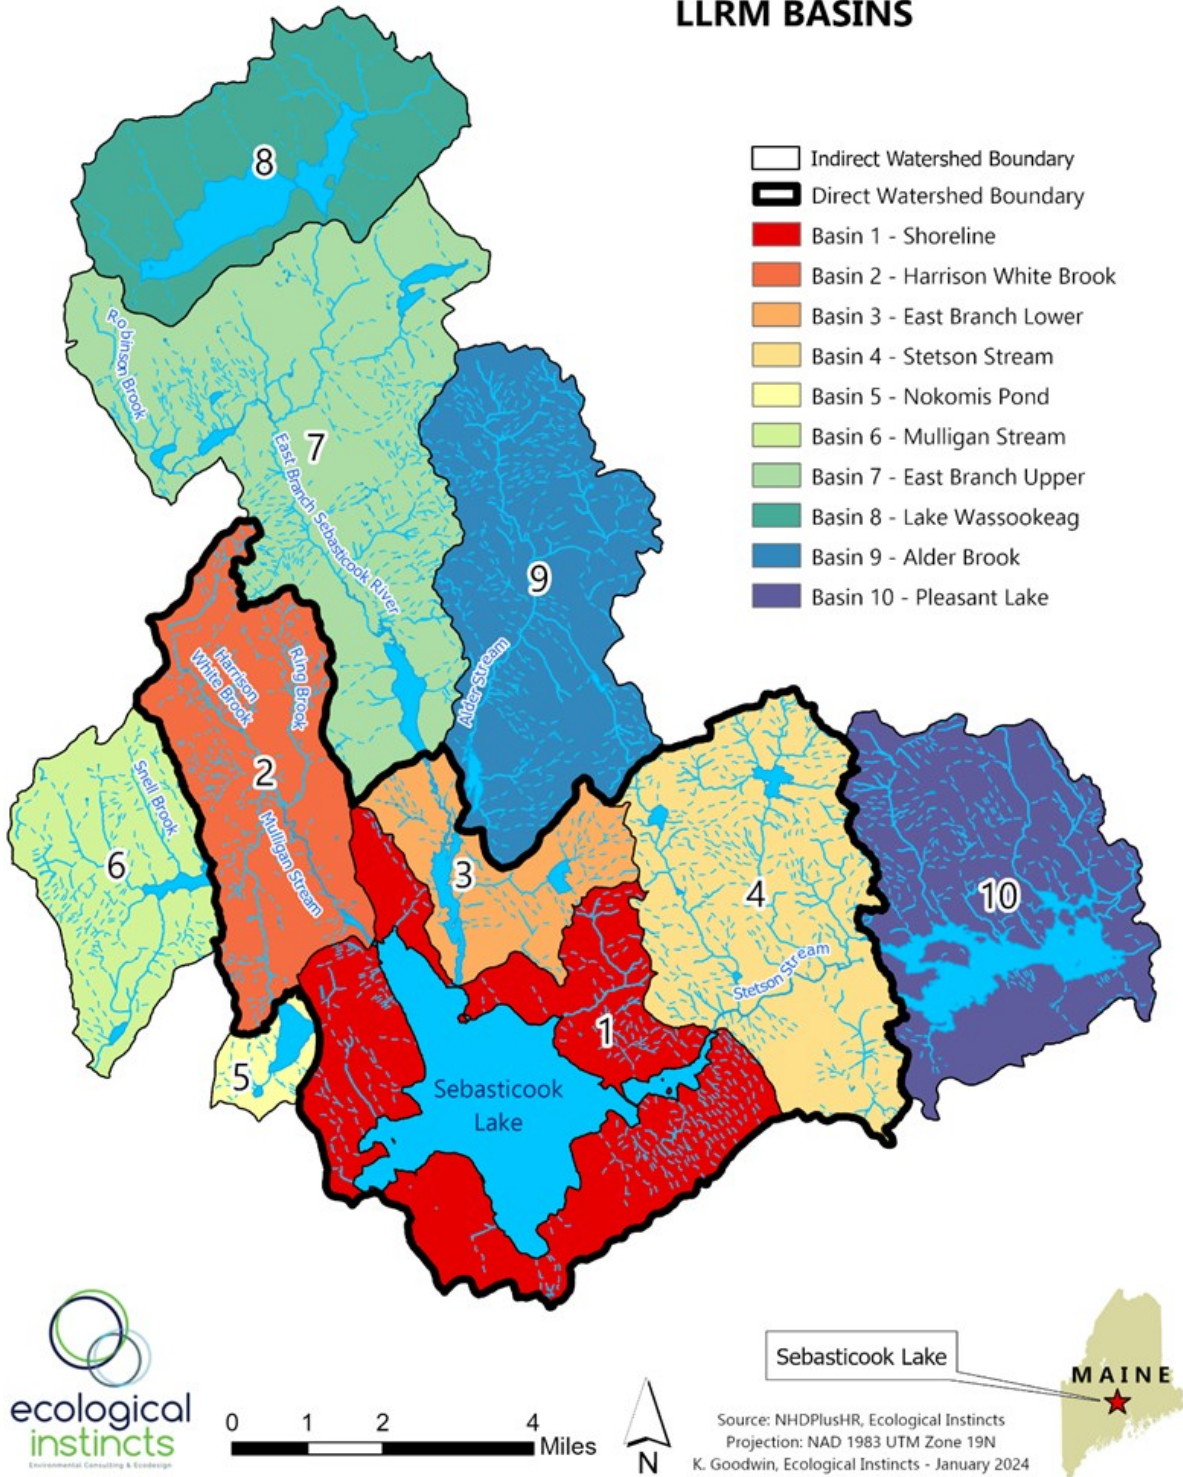 LLRM BASINS
Indirect Watershed Boundary
Direct Watershed Boundary
Basin 1 - Shoreline
Basin 2 - Harrison White Brook
Basin 3 - East Branch Lower
Basin 4 - Stetson Stream
Basin 5 - Nokomis Pond
Basin 6 - Mulligan Stream
Basin 7 - East Branch Upper
Basin 8 - Lake Wassookeag
Basin 9 - Alder Brook
Basin 10 - Pleasant Lake
8
Robinson Brook
7
East Branch Sebasticook River
9
Alder Stream
Harrison
White Brook
Ring Brook
2
Mulligan Stream
Snell Brook
6
3
4
Stetson Stream
10
1
5
Sebasticook
Lake
ecological
instincts
Environmental Consulting & Ecodesign
0 1 2 4
Miles
N
Sebasticook Lake
MAINE
Source: NHDPlusHR, Ecological Instincts
Projection: NAD 1983 UTM Zone 19N
K. Goodwin, Ecological Instincts - January 2024